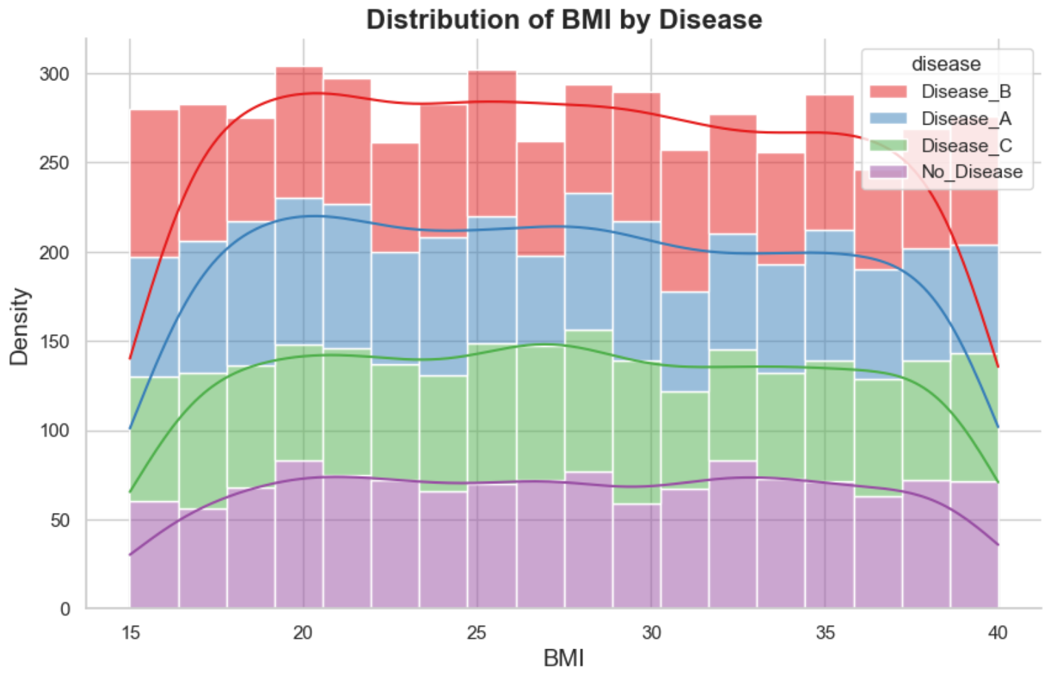 Distribution of BMI by Disease
disease
Disease_B
Disease_A
Disease_C
No_Disease
Density
300
250
200
150
100
50
0
15 20 25 30 35 40
BMI